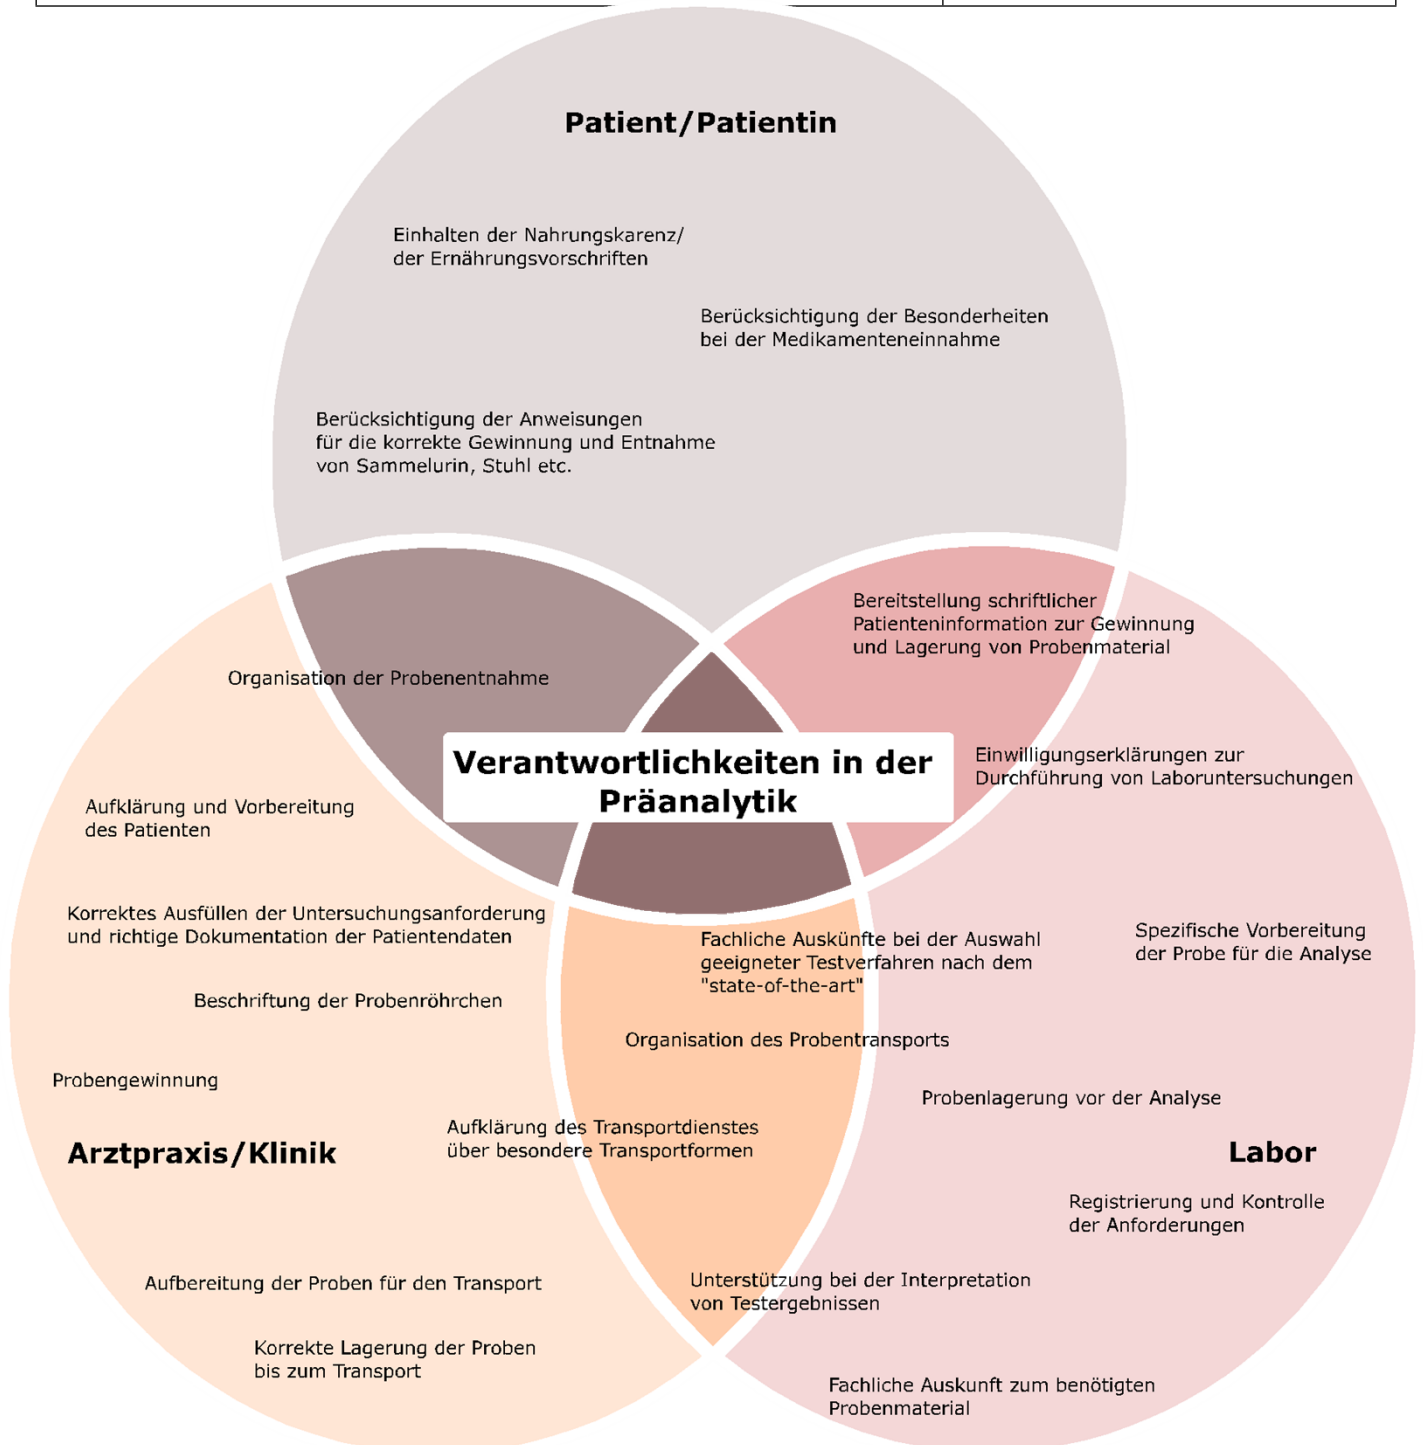 Patient/Patientin
Einhalten der Nahrungskarenz/
der Ernährungsvorschriften
Berücksichtigung der Besonderheiten
bei der Medikamenteneinnahme
Berücksichtigung der Anweisungen
für die korrekte Gewinnung und Entnahme
von Sammelurin, Stuhl etc.
Bereitstellung schriftlicher
Patienteninformation zur Gewinnung
und Lagerung von Probenmaterial
Organisation der Probenentnahme
Verantwortlichkeiten in der
Präanalytik
Einwilligungserklärungen zur
Durchführung von Laboruntersuchungen
Aufklärung und Vorbereitung
des Patienten
Korrektes Ausfüllen der Untersuchungsanforderung
und richtige Dokumentation der Patientendaten
Fachliche Auskünfte bei der Auswahl
geeigneter Testverfahren nach dem
"state-of-the-art"
Spezifische Vorbereitung
der Probe für die Analyse
Beschriftung der Probenröhrchen
Organisation des Probentransports
Probengewinnung
Probenlagerung vor der Analyse
Aufklärung des Transportdienstes
über besondere Transportformen
Arztpraxis/Klinik
Labor
Registrierung und Kontrolle
der Anforderungen
Aufbereitung der Proben für den Transport
Unterstützung bei der Interpretation
von Testergebnissen
Korrekte Lagerung der Proben
bis zum Transport
Fachliche Auskunft zum benötigten
Probenmaterial